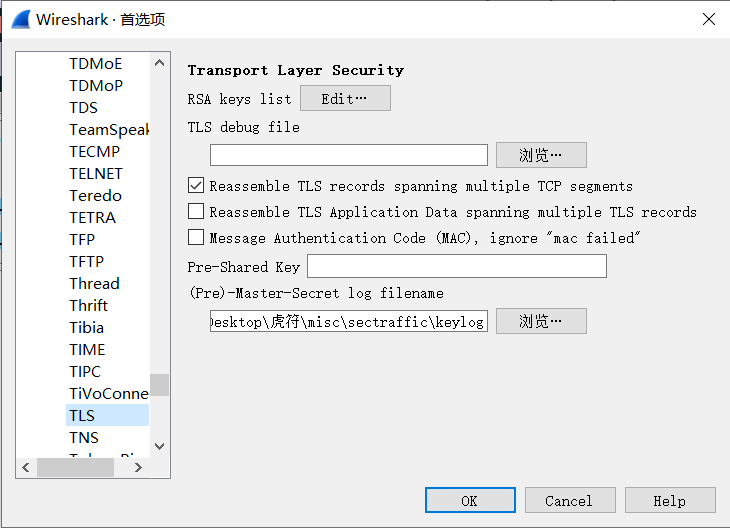 Wireshark · 首选项
TDMoE
TDMoP
TDS
TeamSpeak
TECMP
TELNET
Teredo
TETRA
TFP
TFTP
Thread
Thrift
Tibia
TIME
TIPC
TiVoConne
TLS
TNS
Transport Layer Security
RSA keys list Edit…
TLS debug file
浏览…
Reassemble TLS records spanning multiple TCP segments
Reassemble TLS Application Data spanning multiple TLS records
Message Authentication Code (MAC), ignore "mac failed"
Pre-Shared Key
(Pre)-Master-Secret log filename
Desktop\虎符\misc\sectraffic\keylog 浏览…
OK Cancel Help